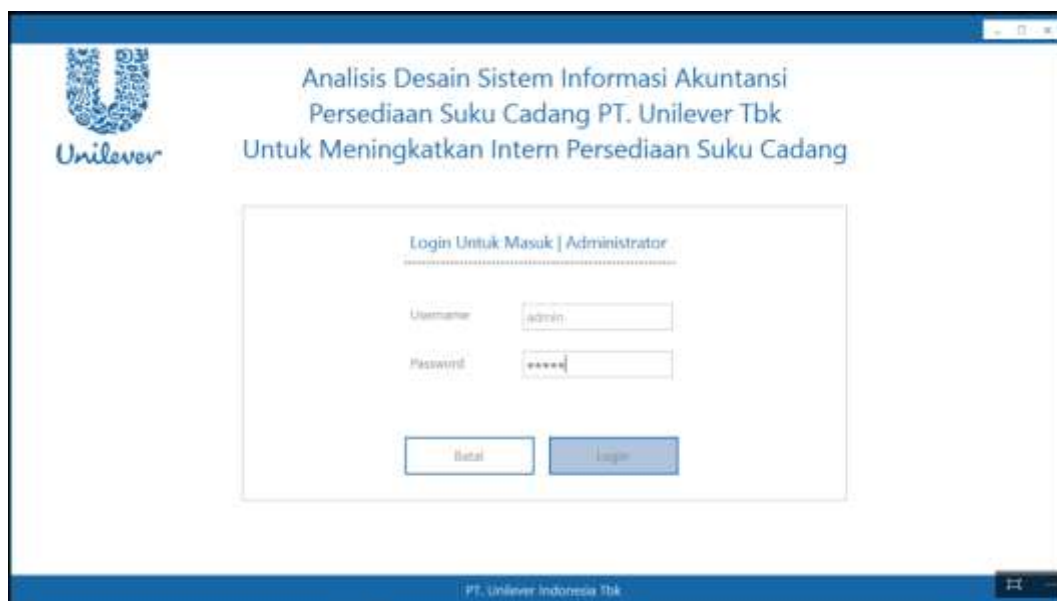 Unilever
Analisis Desain Sistem Informasi Akuntansi
Persediaan Suku Cadang PT. Unilever Tbk
Untuk Meningkatkan Intern Persediaan Suku Cadang
Login Untuk Masuk | Administrator
Username admin
Password *****
Batal Login
PT. Unilever Indonesia Tbk